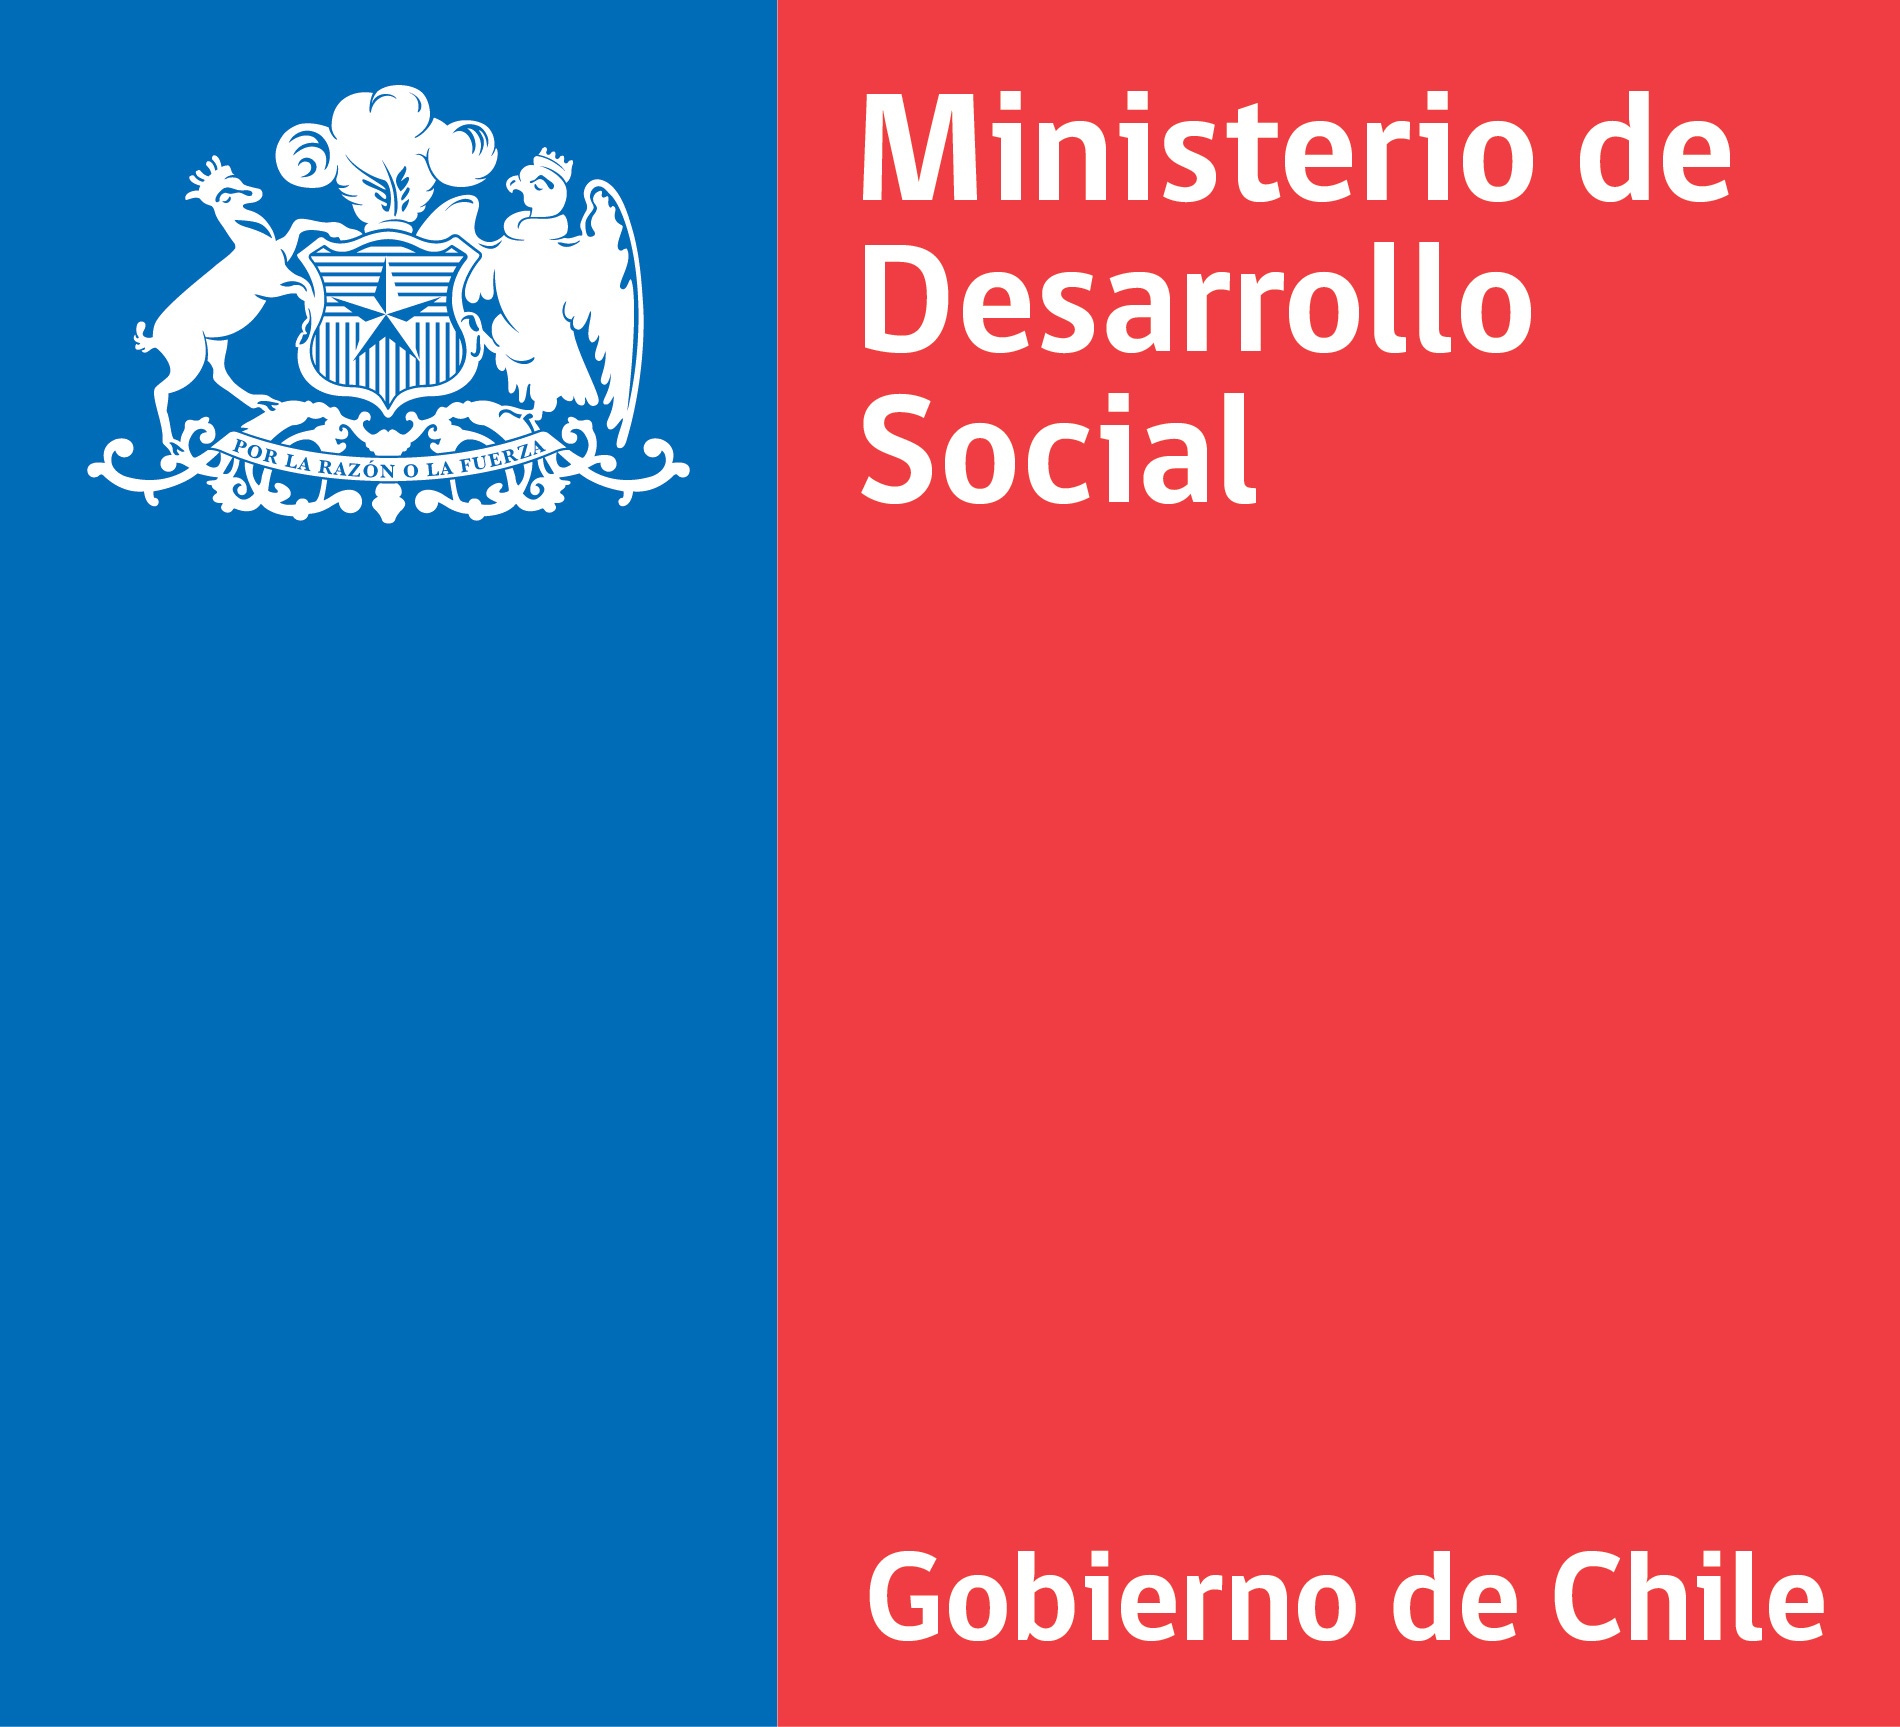 POR LA RAZÓN O LA FUERZA
Ministerio de
Desarrollo
Social
Gobierno de Chile